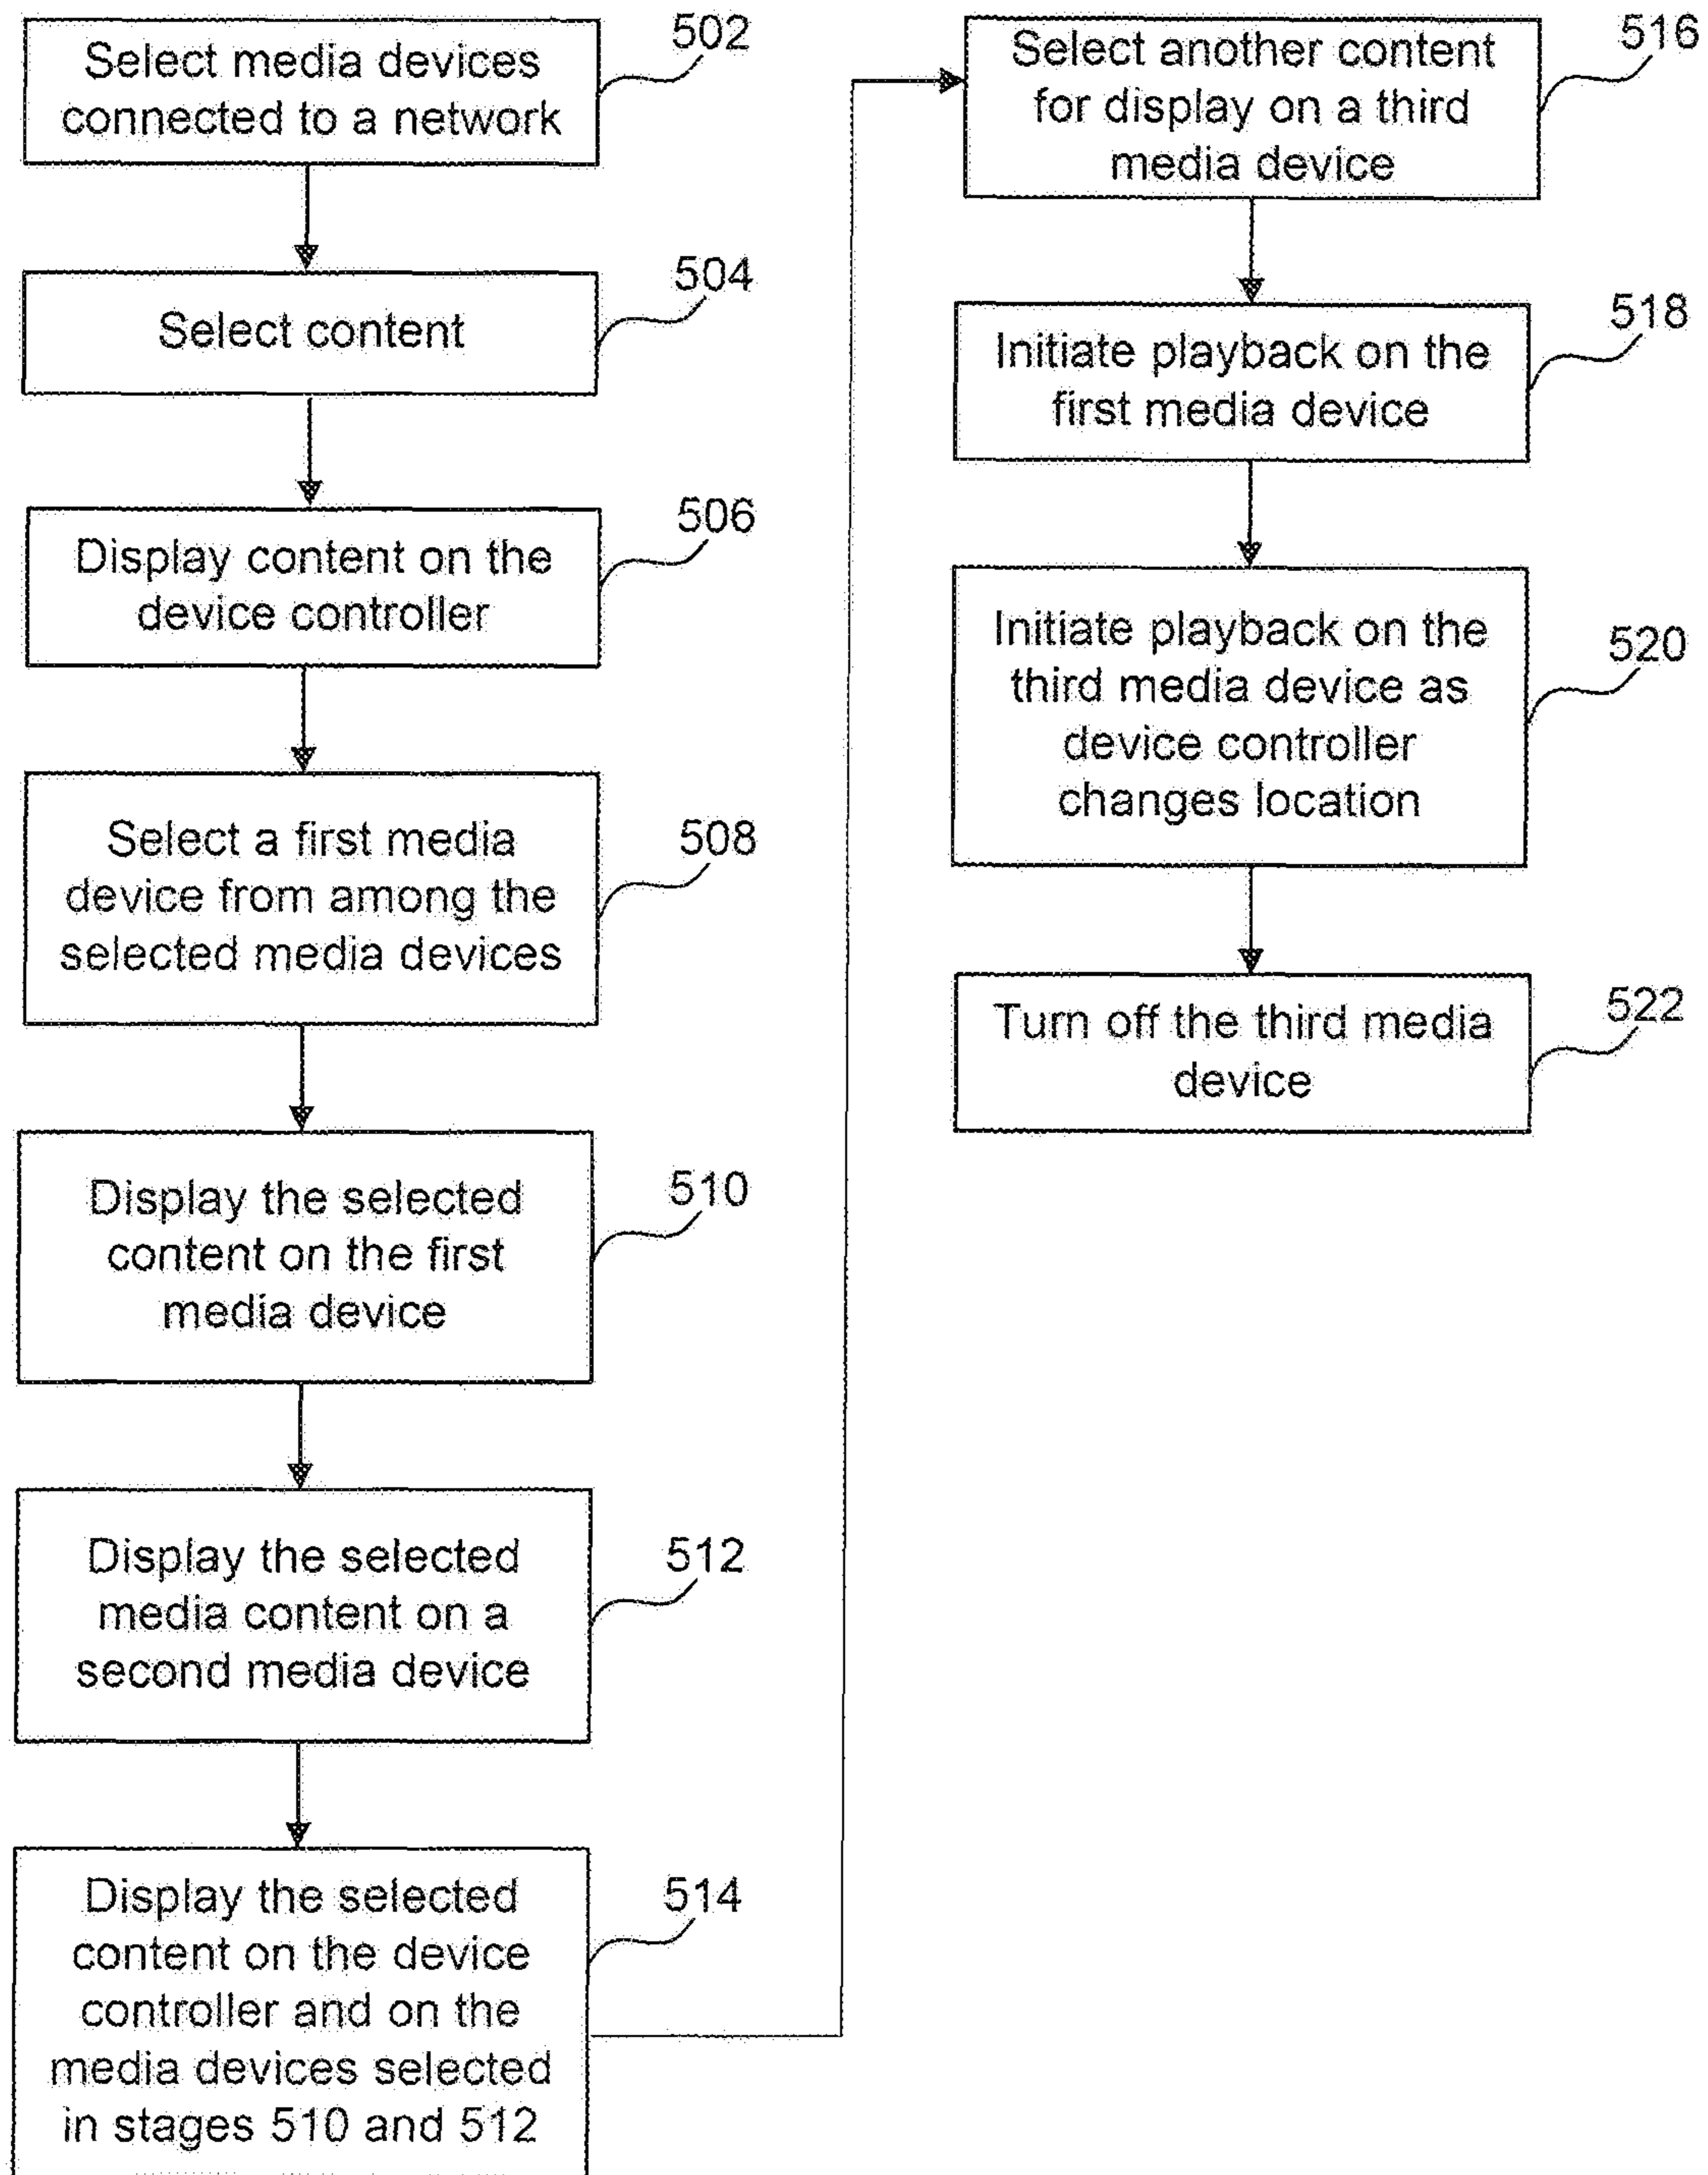 502
Select media devices
connected to a network
504
Select content
506
Display content on the
device controller
508
Select a first media
device from among the
selected media devices
510
Display the selected
content on the first
media device
512
Display the selected
media content on a
second media device
514
Display the selected
content on the device
controller and on the
media devices selected
in stages 510 and 512
516
Select another content
for display on a third
media device
518
Initiate playback on the
first media device
520
Initiate playback on the
third media device as
device controller
changes location
522
Turn off the third media
device